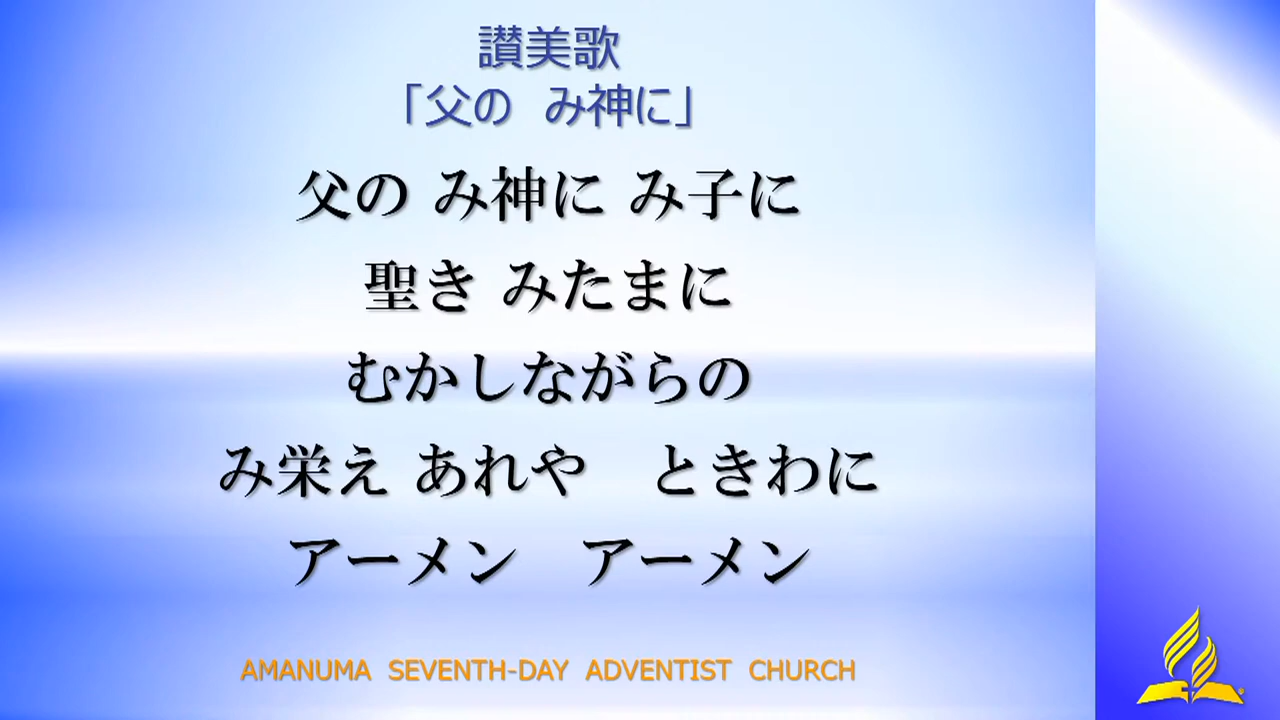 讃美歌
「父の　み神に」
父の み神に み子に
聖き みたまに
むかしながらの
み栄え あれや　ときわに
アーメン　アーメン
AMANUMA SEVENTH-DAY ADVENTIST CHURCH